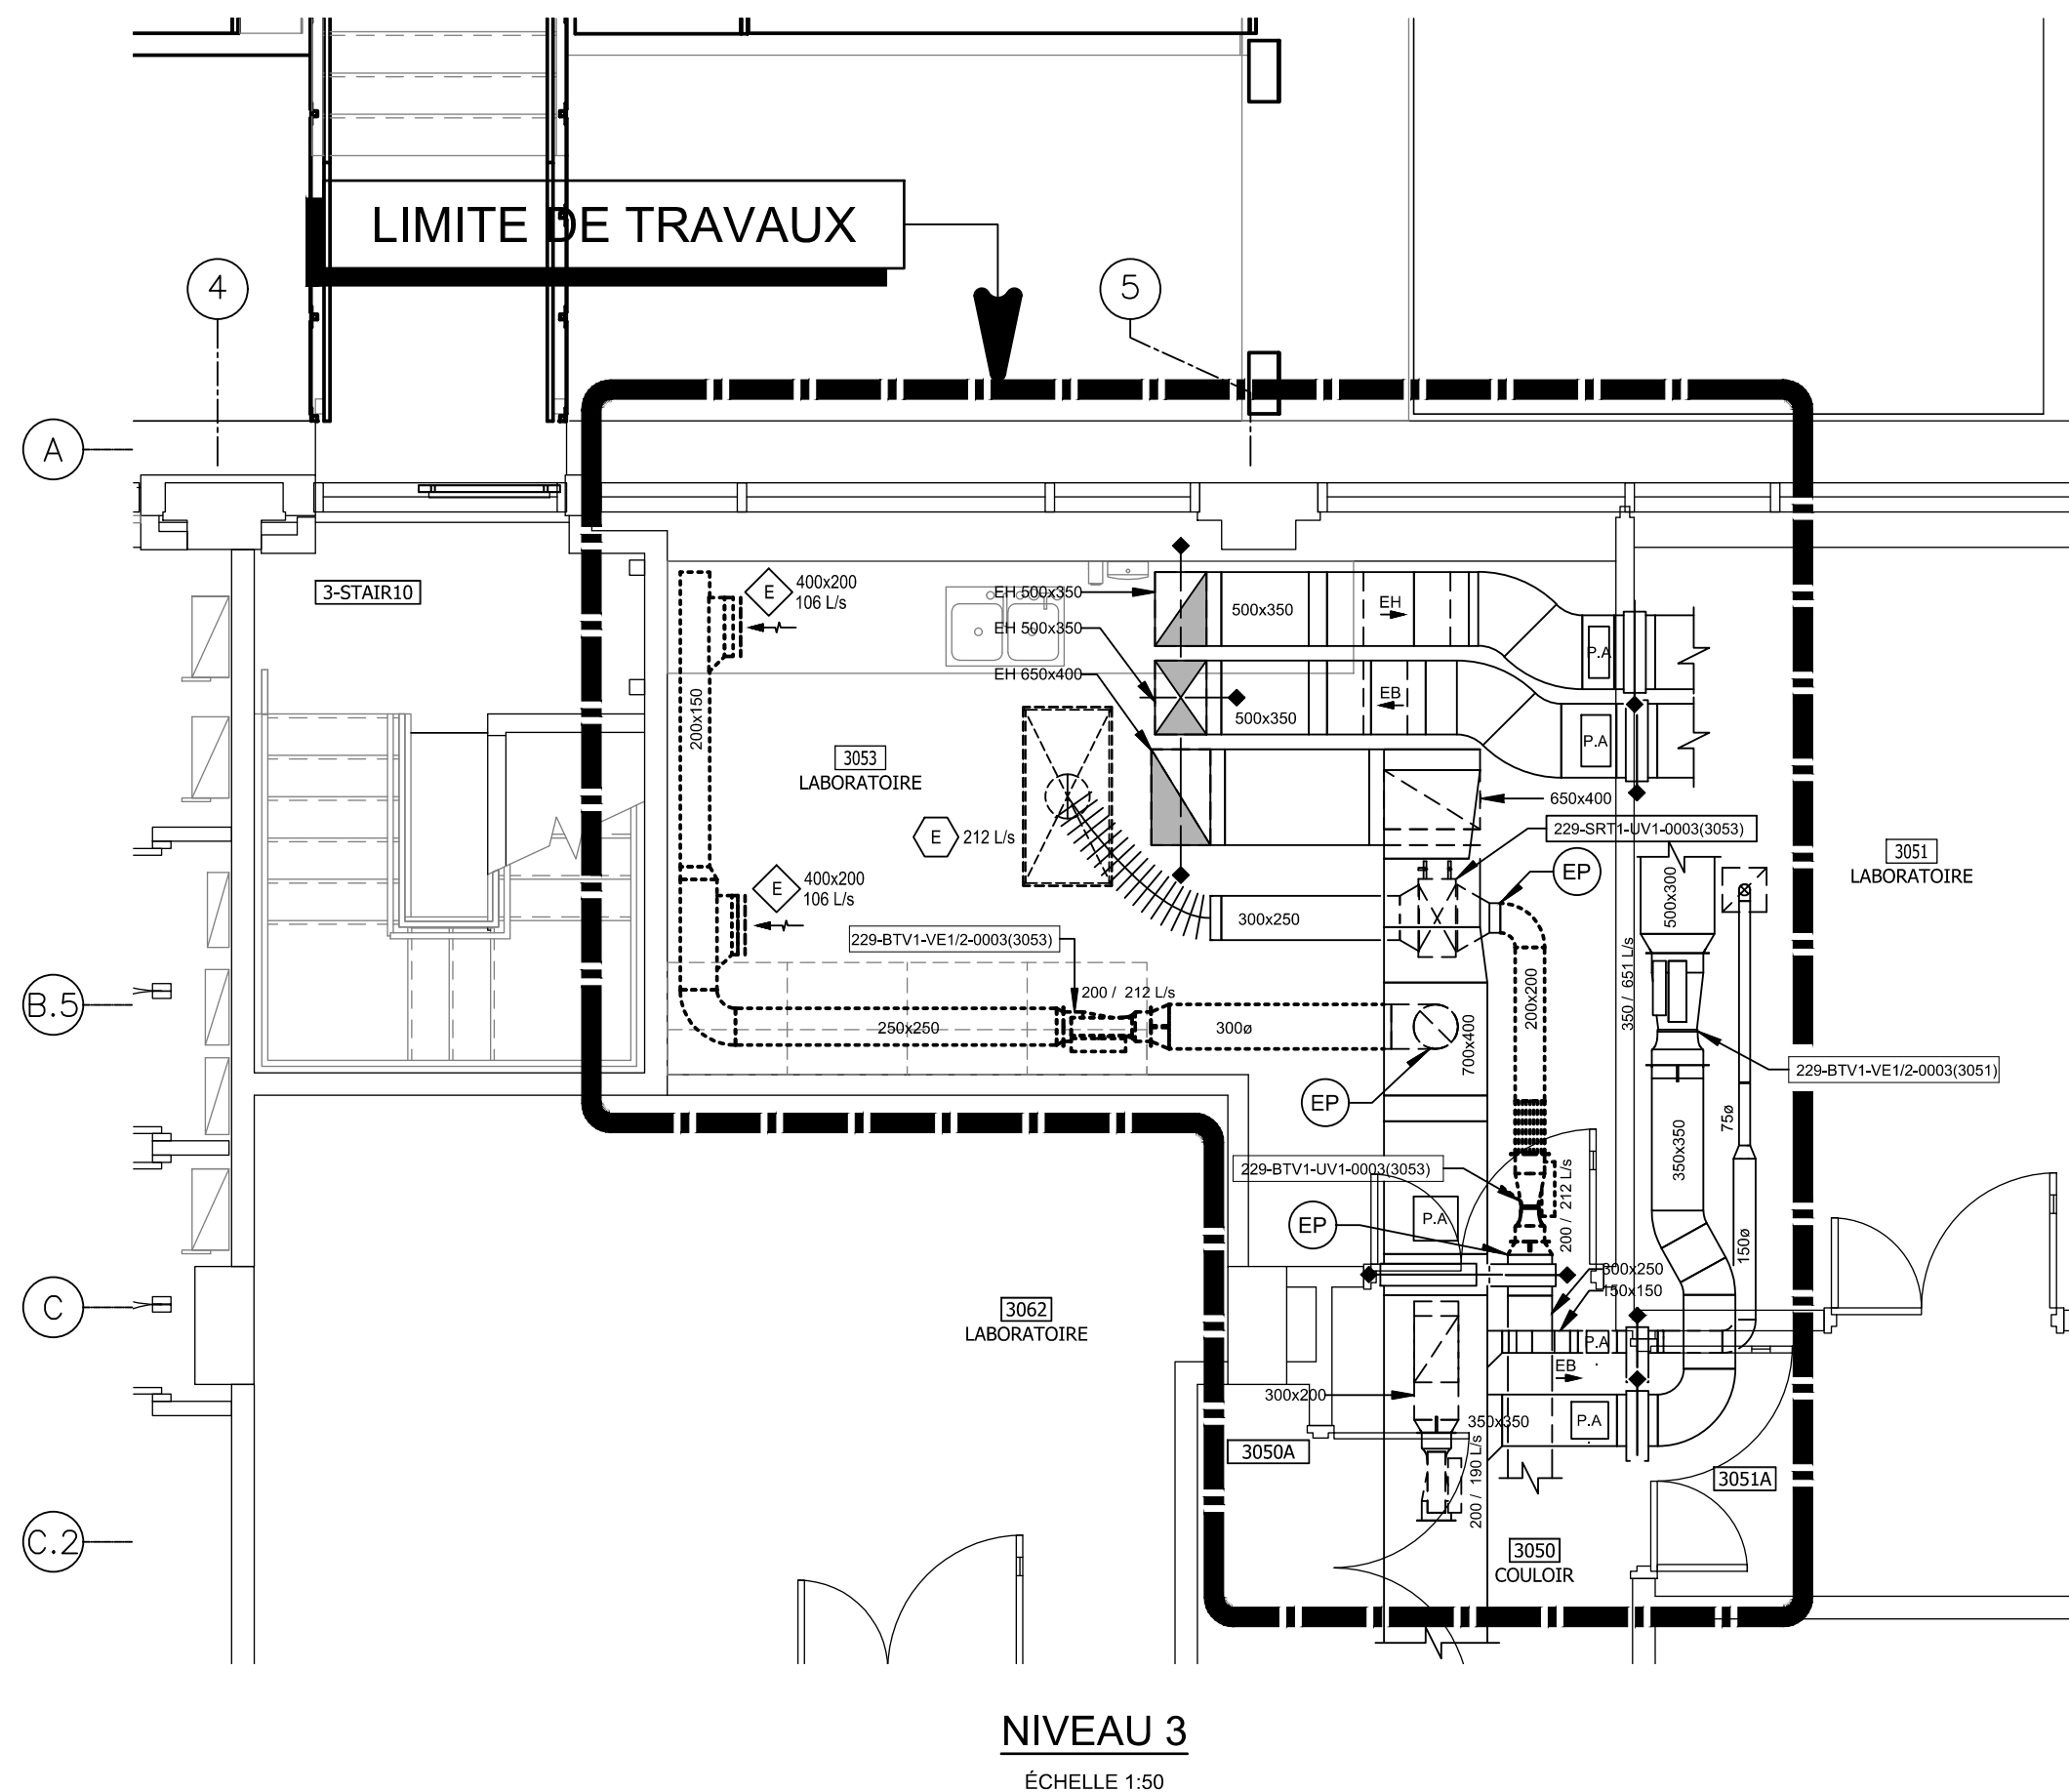 LIMITE DE TRAVAUX
4
5
A
3-STAIR10
E
400x200
106 L/s
EH 500x350
500x350
EH
P.A
EH 500x350
EB
500x350
P.A
EH 650x400
200x150
3053
LABORATOIRE
650x400
229-SRT1-UV1-0003(3053)
E
212 L/s
EP
3051
LABORATOIRE
E
400x200
106 L/s
500x300
300x250
229-BTV1-VE1/2-0003(3053)
350 / 651 L/s
B.5
200 / 212 L/s
250x250
300ø
700x400
200x200
229-BTV1-VE1/2-0003(3051)
EP
75ø
350x350
229-BTV1-UV1-0003(3053)
200 / 212 L/s
P.A
EP
150ø
300x250
150x150
C
3062
LABORATOIRE
P.A
EB
300x200
350x350
P.A
3050A
200 / 190 L/s
3051A
C.2
3050
COULOIR
NIVEAU 3
ÉCHELLE 1:50